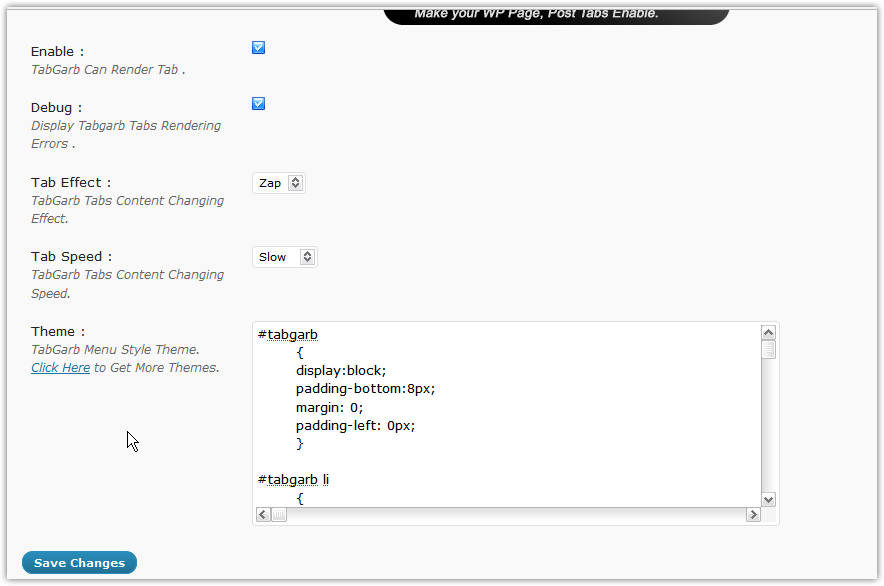 Make your WP Page, Post Tabs Enable.
Enable :
TabGarb Can Render Tab .
Debug :
Display Tabgarb Tabs Rendering
Errors .
Tab Effect :
Zap
TabGarb Tabs Content Changing
Effect.
Tab Speed :
Slow
TabGarb Tabs Content Changing
Speed.
Theme :
TabGarb Menu Style Theme.
Click Here to Get More Themes.
#tabgarb
{
display:block;
padding-bottom:8px;
margin: 0;
padding-left: 0px;
}
#tabgarb li
{
Save Changes